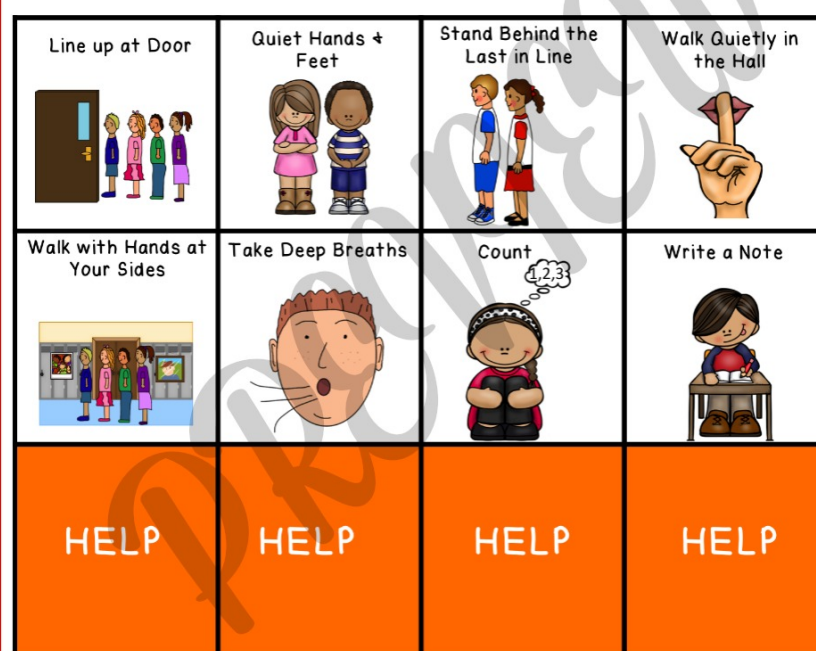 Line up at Door
Quiet Hands &
Feet
Stand Behind the
Last in Line
Walk Quietly in
the Hall
Walk with Hands at
Your Sides
Take Deep Breaths
Count
1,2,3
Write a Note
HELP
HELP
HELP
HELP